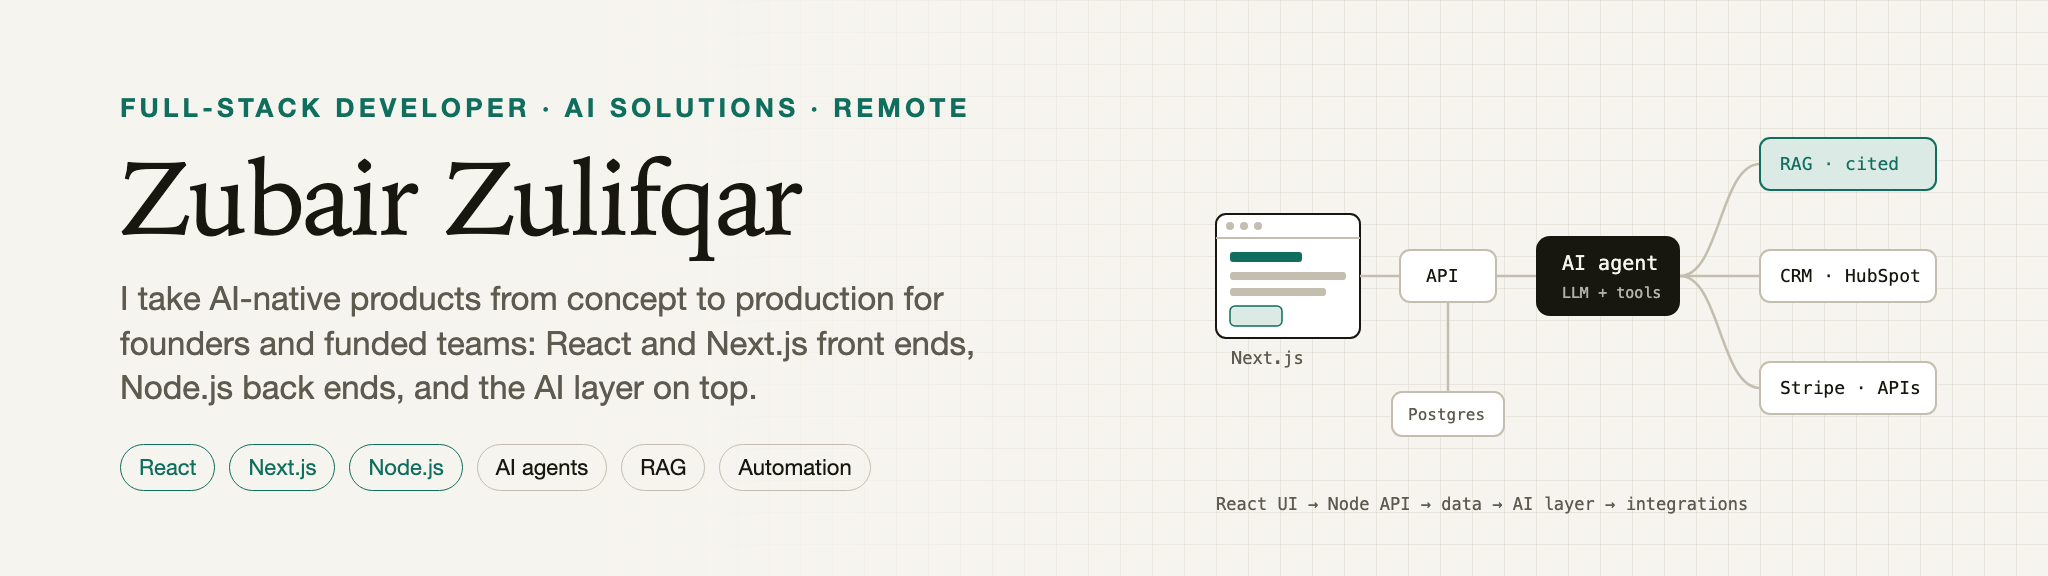 FULL-STACK DEVELOPER · AI SOLUTIONS · REMOTE
Zubair Zulifqar
I take AI-native products from concept to production for
founders and funded teams: React and Next.js front ends,
Node.js back ends, and the AI layer on top.
React
Next.js
Node.js
AI agents
RAG
Automation
Next.js
API
Postgres
AI agent
LLM + tools
RAG · cited
CRM · HubSpot
Stripe · APIs
React UI → Node API → data → AI layer → integrations